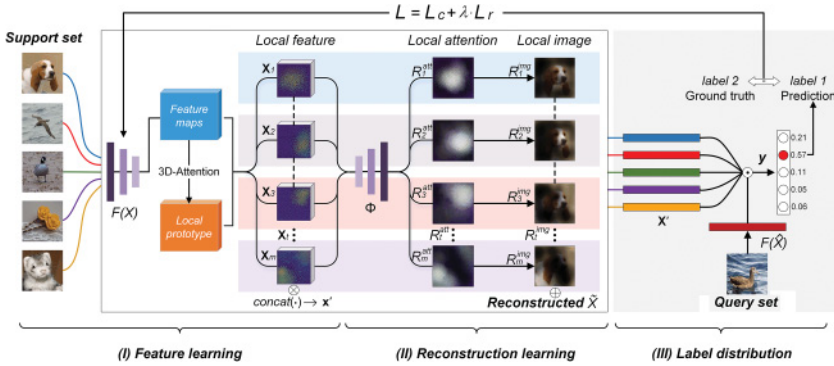 L = L_c + λ· L_r
Support set
Local feature
Local attention
Local image
X_1
R_1^att
R_1^img
label 2
label 1
Ground truth
Prediction
Feature maps
X_2
R_2^att
R_2^img
0.21
0.57
0.11
0.05
0.06
y
3D-Attention
F(X)
Φ
X_3
R_3^att
R_3^img
Local prototype
X_t
R_t^att
R_t^img
X'
F(X̂)
X_m
R_m^att
R_m^img
concat(·) → x'
Reconstructed X̃
Query set
(I) Feature learning
(II) Reconstruction learning
(III) Label distribution